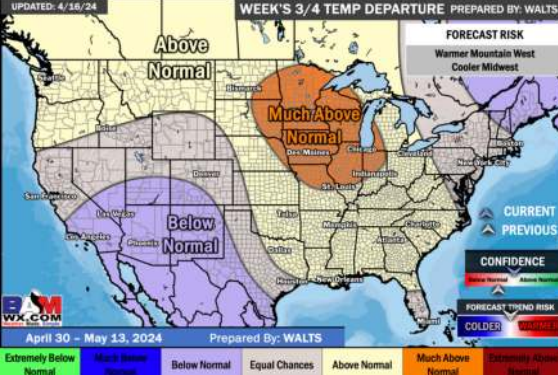 UPDATED: 4/16/24
WEEK'S 3/4 TEMP DEPARTURE PREPARED BY: WALTS
FORECAST RISK
Warmer Mountain West
Cooler Midwest
Above
Normal
Seattle
Bismarck
Much Above
Normal
Boise
Des Moines
Chicago
Cleveland
Boston
New York City
Denver
Indianapolis
St. Louis
San Francisco
Las Vegas
Below
Normal
Los Angeles
Phoenix
Tulsa
Memphis
Charlotte
Atlanta
Dallas
Houston
New Orleans
Miami
CURRENT
PREVIOUS
CONFIDENCE
Below Normal
Above Normal
FORECAST TREND RISK
COLDER
WARMER
BAM
WX.COM
April 30 – May 13, 2024
Prepared By: WALTS
Extremely Below
Normal
Much Below
Normal
Below Normal
Equal Chances
Above Normal
Much Above
Normal
Extremely Above
Normal